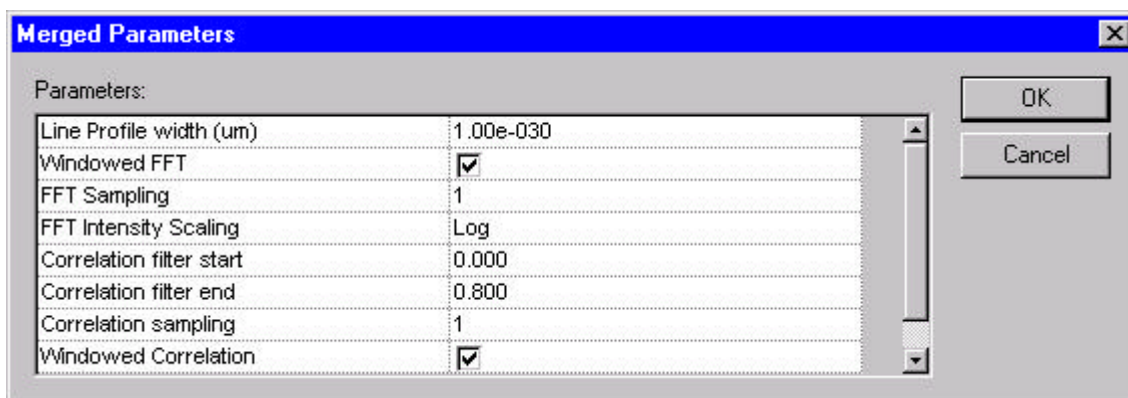 Merged Parameters
Parameters:
Line Profile width (um) 1.00e-030
Windowed FFT
FFT Sampling 1
FFT Intensity Scaling Log
Correlation filter start 0.000
Correlation filter end 0.800
Correlation sampling 1
Windowed Correlation
OK
Cancel